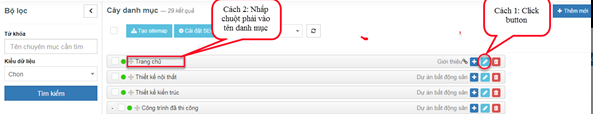 Bộ lọc
Từ khóa
Tên chuyên mục cần tìm
Kiểu dữ liệu
Chọn
Tìm kiếm
Cây danh mục — 29 kết quả
Cách 2: Nhấp
chuột phải vào
tên danh mục
Cách 1: Click
button
+ Thêm mới
Tạo sitemap
Cài đặt SE
Trang chủ
Giới thiệu
Thiết kế nội thất
Dự án bất động sản
Thiết kế kiến trúc
Dự án bất động sản
Công trình đã thi công
Dự án bất động sản